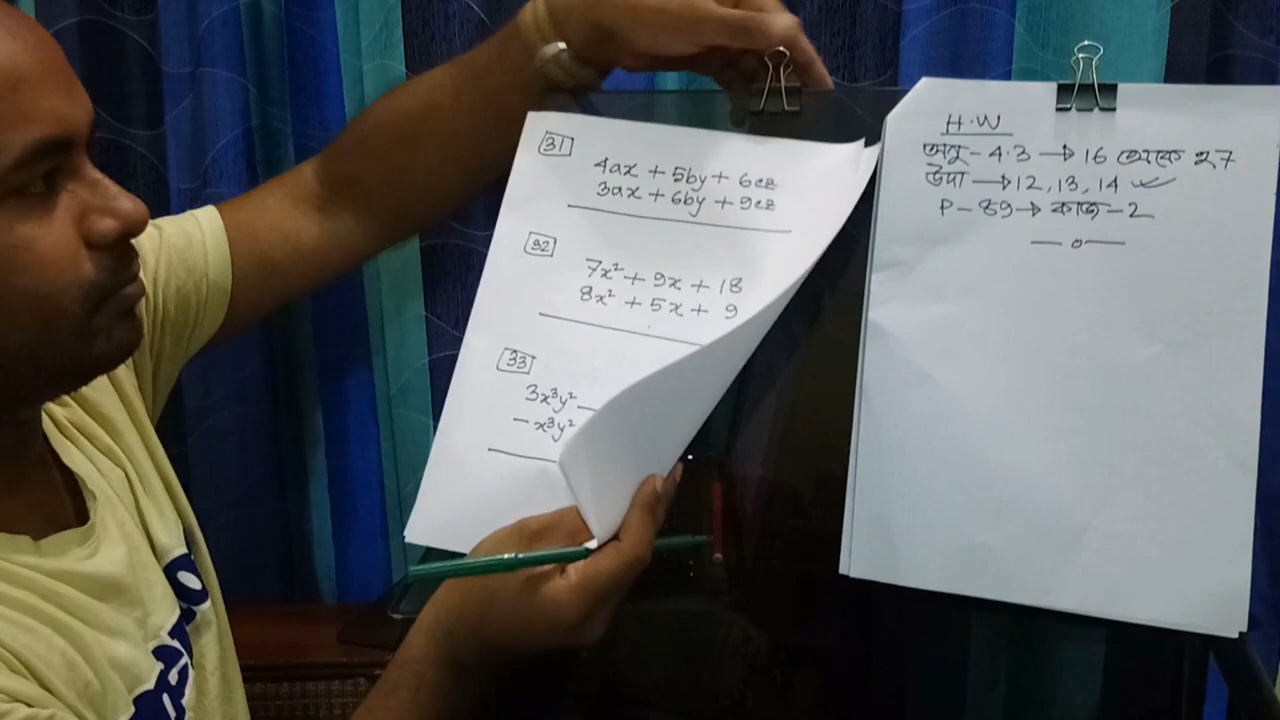 31
4ax + 5by + 6cz
3ax + 6by + 9cz
32
7x² + 9x + 18
8x² + 5x + 9
33
3x³y² –
– x³y²
H.W
অনু – 4.3 → 16 থেকে 27
উদা → 12, 13, 14 ✓
P – 89 → কাজ – 2
— o —